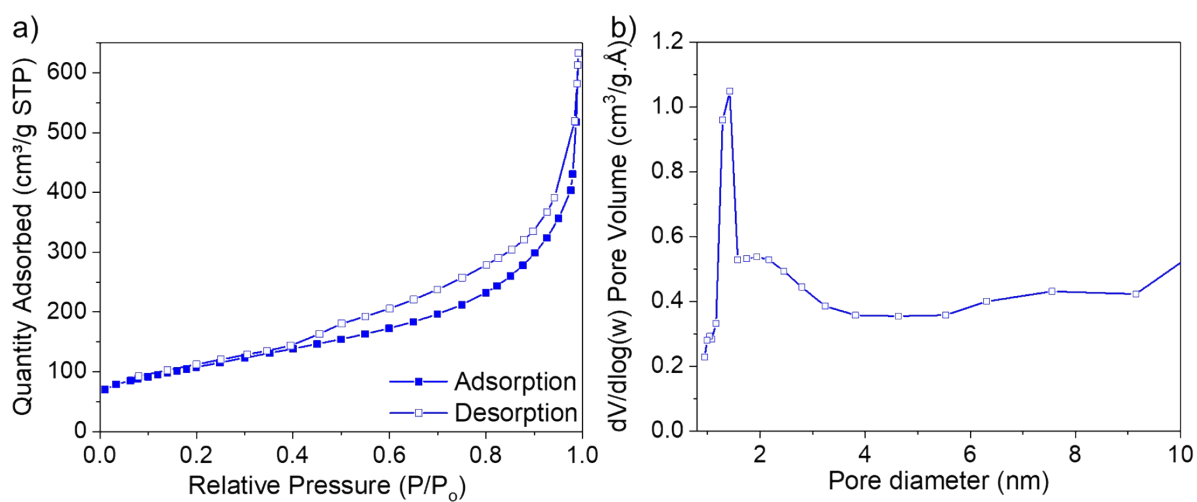 a)
Quantity Adsorbed (cm³/g STP)
600
500
400
300
200
100
0
0.0 0.2 0.4 0.6 0.8 1.0
Relative Pressure (P/Pₒ)
Adsorption
Desorption
b)
dV/dlog(w) Pore Volume (cm³/g.Å)
1.2
1.0
0.8
0.6
0.4
0.2
0.0
2 4 6 8 10
Pore diameter (nm)